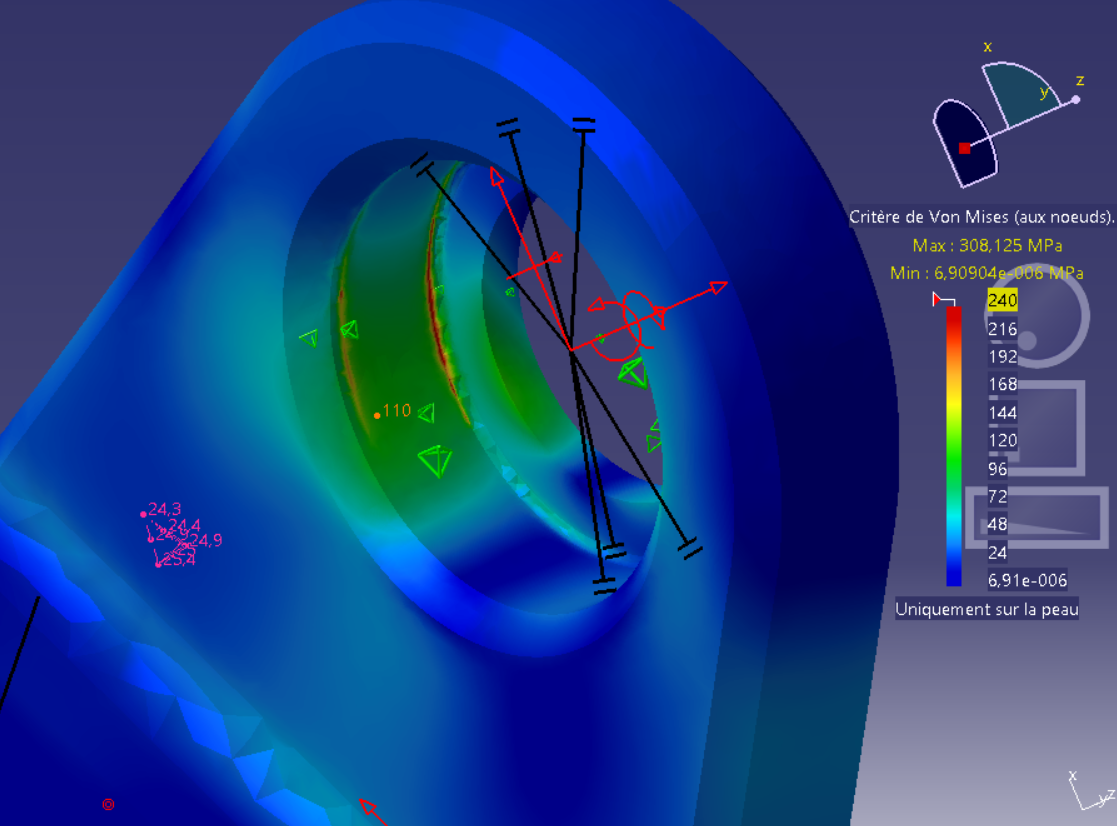 x
z
y
Critère de Von Mises (aux noeuds).
Max : 308,125 MPa
Min : 6,90904e-006 MPa
240
216
192
168
144
120
96
72
48
24
6,91e-006
Uniquement sur la peau
110
24,3
24,4
24,9
25,4
x
y
z